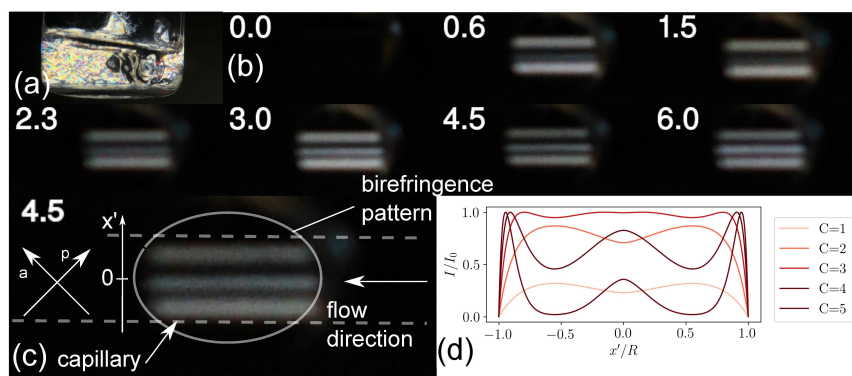 (a)
(b)
0.0
0.6
1.5
2.3
3.0
4.5
6.0
4.5
x'
0
a
p
birefringence
pattern
flow
direction
capillary
(c)
(d)
I/I₀
1.0
0.5
0.0
−1.0
−0.5
0.0
0.5
1.0
x'/R
C=1
C=2
C=3
C=4
C=5